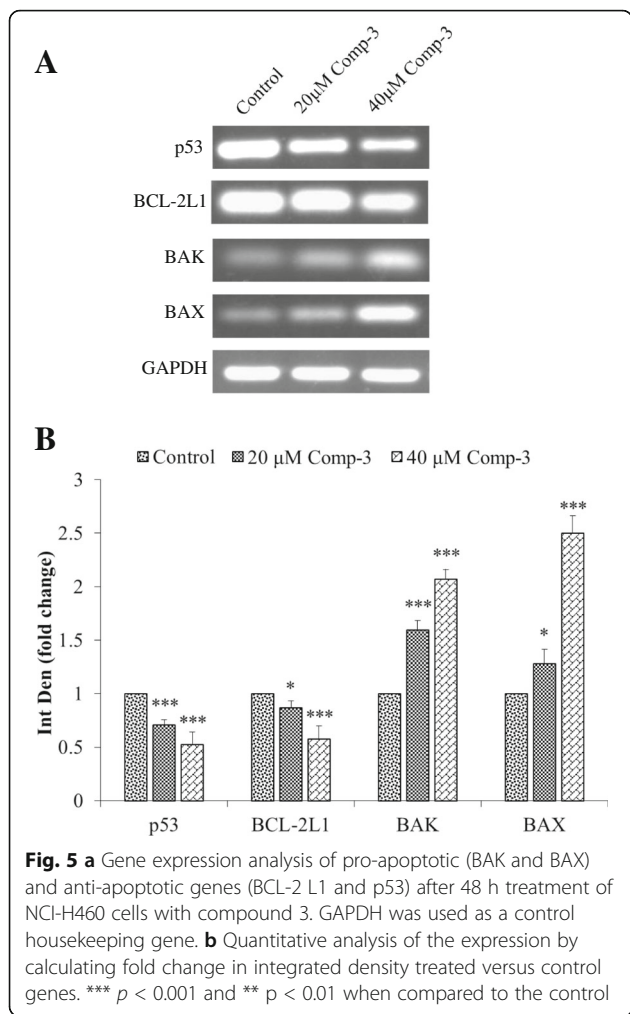 A
Control 20µM Comp-3 40µM Comp-3
p53
BCL-2L1
BAK
BAX
GAPDH
B
Control 20 µM Comp-3 40 µM Comp-3
3
2.5
2
1.5
1
0.5
0
Int Den (fold change)
*** ***
* ***
*** ***
* ***
p53 BCL-2L1 BAK BAX
Fig. 5 a Gene expression analysis of pro-apoptotic (BAK and BAX)
and anti-apoptotic genes (BCL-2 L1 and p53) after 48 h treatment of
NCI-H460 cells with compound 3. GAPDH was used as a control
housekeeping gene. b Quantitative analysis of the expression by
calculating fold change in integrated density treated versus control
genes. *** p < 0.001 and ** p < 0.01 when compared to the control